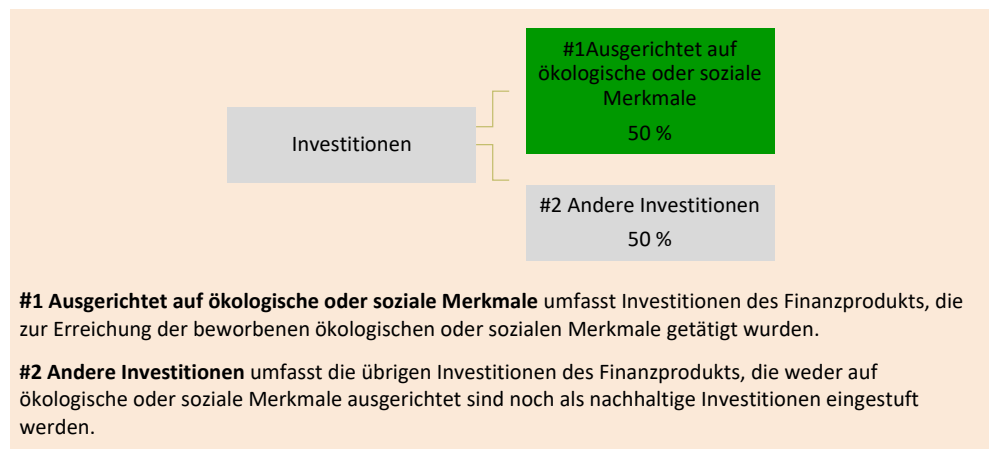 #1Ausgerichtet auf
ökologische oder soziale
Merkmale
50 %
Investitionen
#2 Andere Investitionen
50 %
#1 Ausgerichtet auf ökologische oder soziale Merkmale umfasst Investitionen des Finanzprodukts, die
zur Erreichung der beworbenen ökologischen oder sozialen Merkmale getätigt wurden.
#2 Andere Investitionen umfasst die übrigen Investitionen des Finanzprodukts, die weder auf
ökologische oder soziale Merkmale ausgerichtet sind noch als nachhaltige Investitionen eingestuft
werden.